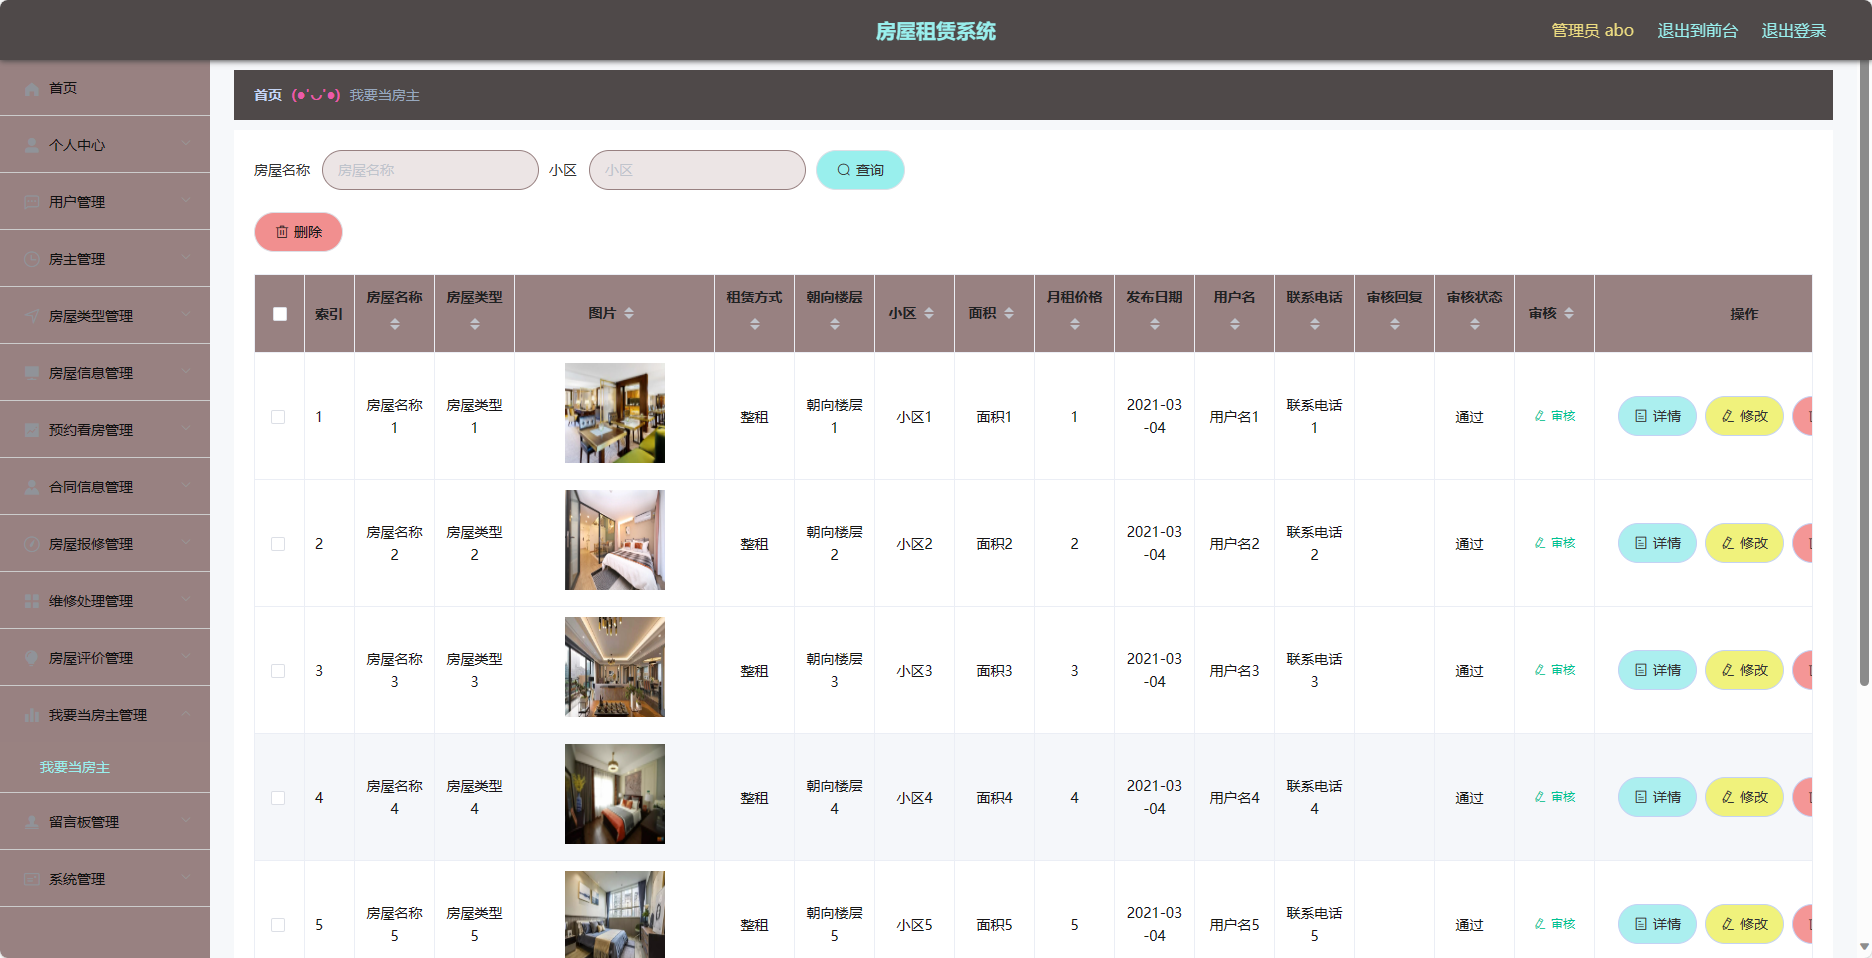 房屋租赁系统
管理员 abo 退出到前台 退出登录
首页
个人中心
用户管理
房主管理
房屋类型管理
房屋信息管理
预约看房管理
合同信息管理
房屋报修管理
维修处理管理
房屋评价管理
我要当房主管理
我要当房主
留言板管理
系统管理
首页 (●'◡'●) 我要当房主
房屋名称 房屋名称 小区 小区 查询
删除
索引 房屋名称 房屋类型 图片 租赁方式 朝向楼层 小区 面积 月租价格 发布日期 用户名 联系电话 审核回复 审核状态 审核 操作
1 房屋名称1 房屋类型1 整租 朝向楼层1 小区1 面积1 1 2021-03-04 用户名1 联系电话1 通过 审核 详情 修改
2 房屋名称2 房屋类型2 整租 朝向楼层2 小区2 面积2 2 2021-03-04 用户名2 联系电话2 通过 审核 详情 修改
3 房屋名称3 房屋类型3 整租 朝向楼层3 小区3 面积3 3 2021-03-04 用户名3 联系电话3 通过 审核 详情 修改
4 房屋名称4 房屋类型4 整租 朝向楼层4 小区4 面积4 4 2021-03-04 用户名4 联系电话4 通过 审核 详情 修改
5 房屋名称5 房屋类型5 整租 朝向楼层5 小区5 面积5 5 2021-03-04 用户名5 联系电话5 通过 审核 详情 修改